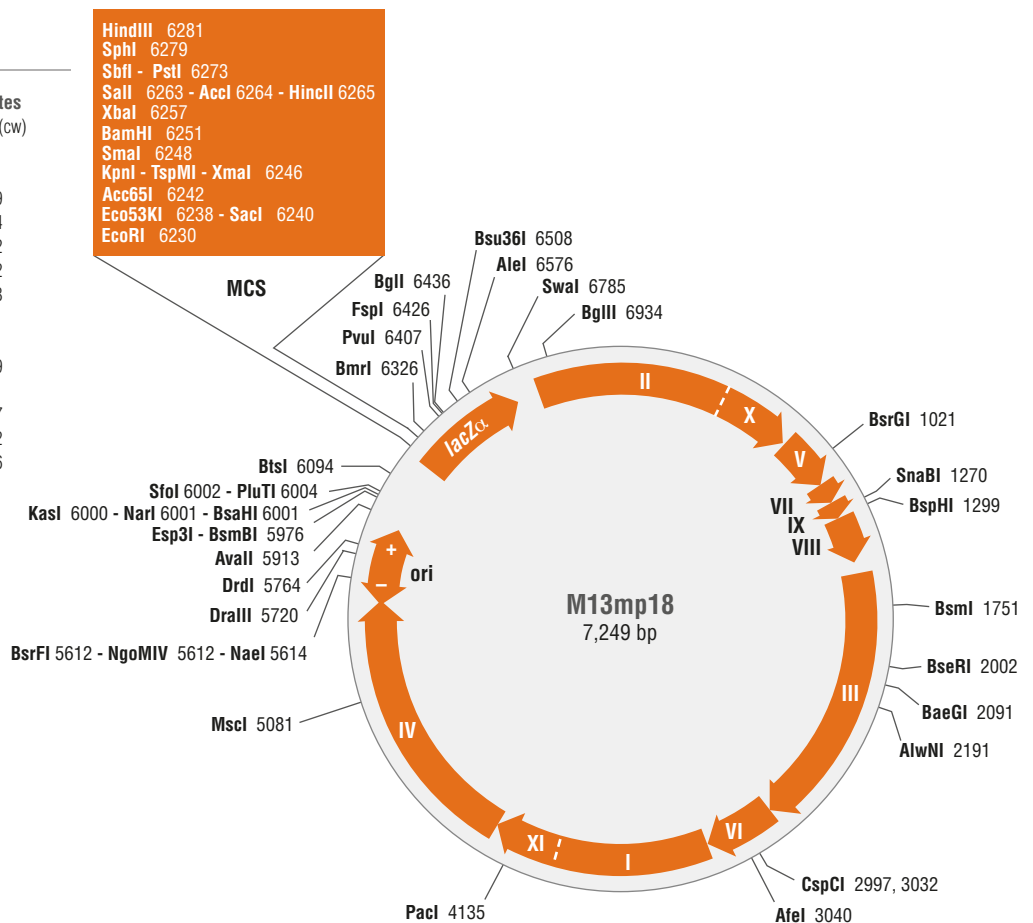 HindIII 6281
SphI 6279
SbfI - PstI 6273
SalI 6263 - AccI 6264 - HincII 6265
XbaI 6257
BamHI 6251
SmaI 6248
KpnI - TspMI - XmaI 6246
Acc65I 6242
Eco53KI 6238 - SacI 6240
EcoRI 6230
(cw)
MCS
Bsu36I 6508
AleI 6576
SwaI 6785
BglII 6934
BglI 6436
FspI 6426
PvuI 6407
BmrI 6326
BtsI 6094
SfoI 6002 - PluTI 6004
KasI 6000 - NarI 6001 - BsaHI 6001
Esp3I - BsmBI 5976
AvaII 5913
DrdI 5764
DraIII 5720
BsrFI 5612 - NgoMIV 5612 - NaeI 5614
MscI 5081
PacI 4135
AfeI 3040
CspCI 2997, 3032
AlwNI 2191
BaeGI 2091
BseRI 2002
BsmI 1751
BspHI 1299
SnaBI 1270
BsrGI 1021
lacZα
II
X
V
VII
IX
VIII
III
VI
I
XI
IV
+
−
ori
M13mp18
7,249 bp